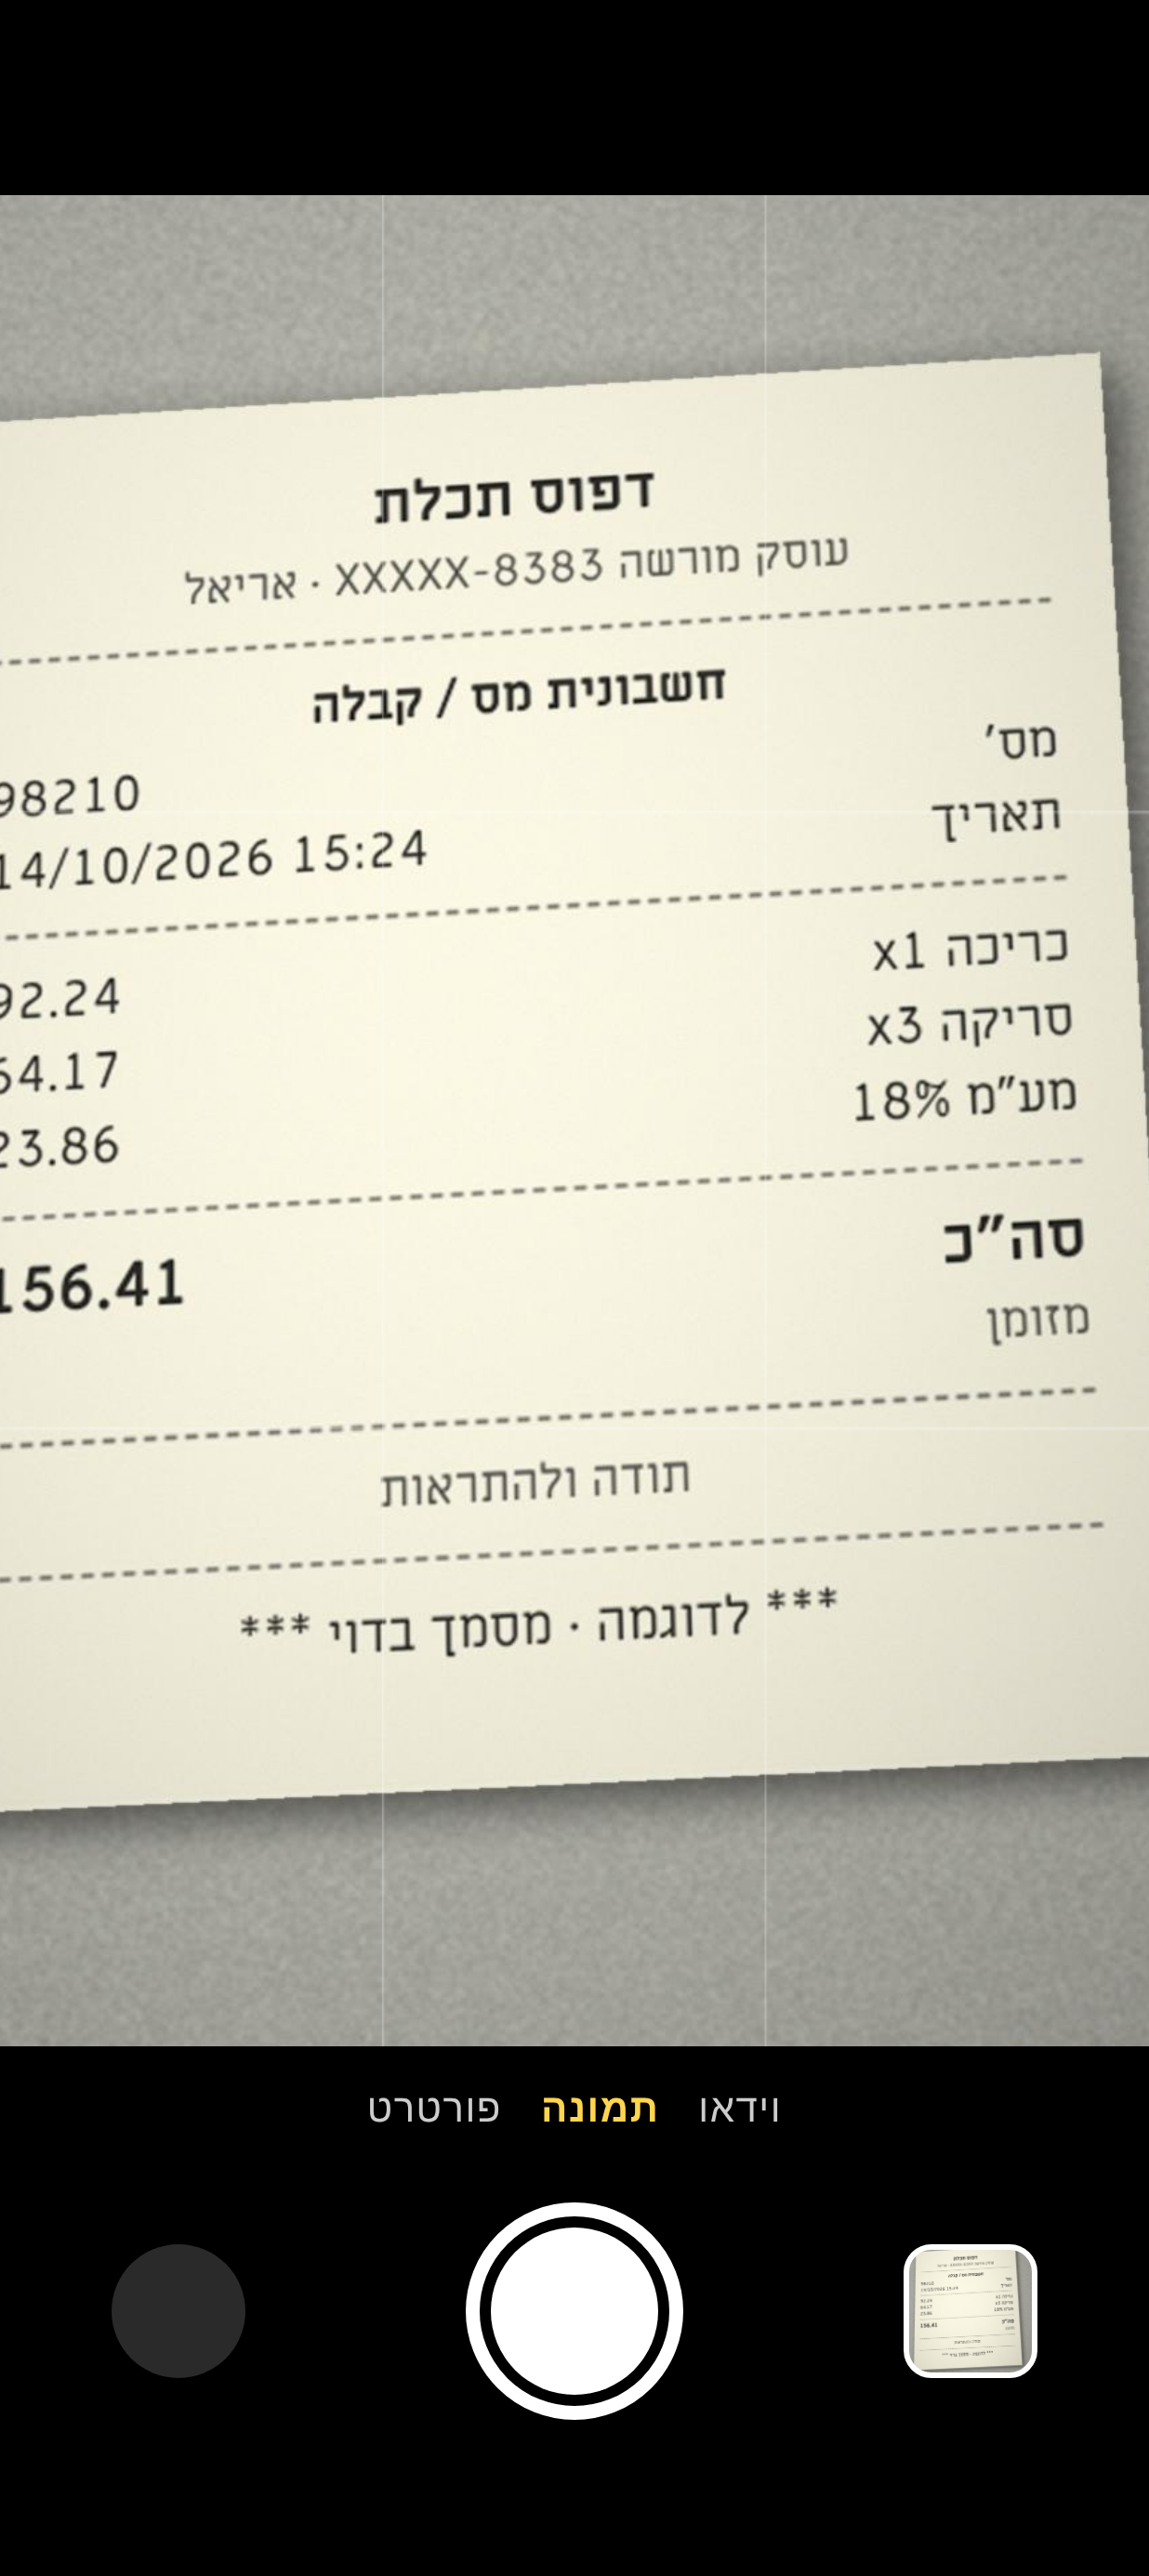 דפוס תכלת
עוסק מורשה XXXXX-8383 · אריאל
חשבונית מס / קבלה
מס׳ 98210
תאריך 14/10/2026 15:24
כריכה x1 92.24
סריקה x3 64.17
מע״מ 18% 23.86
סה״כ 156.41
מזומן
תודה ולהתראות
*** לדוגמה · מסמך בדוי ***
וידאו תמונה פורטרט